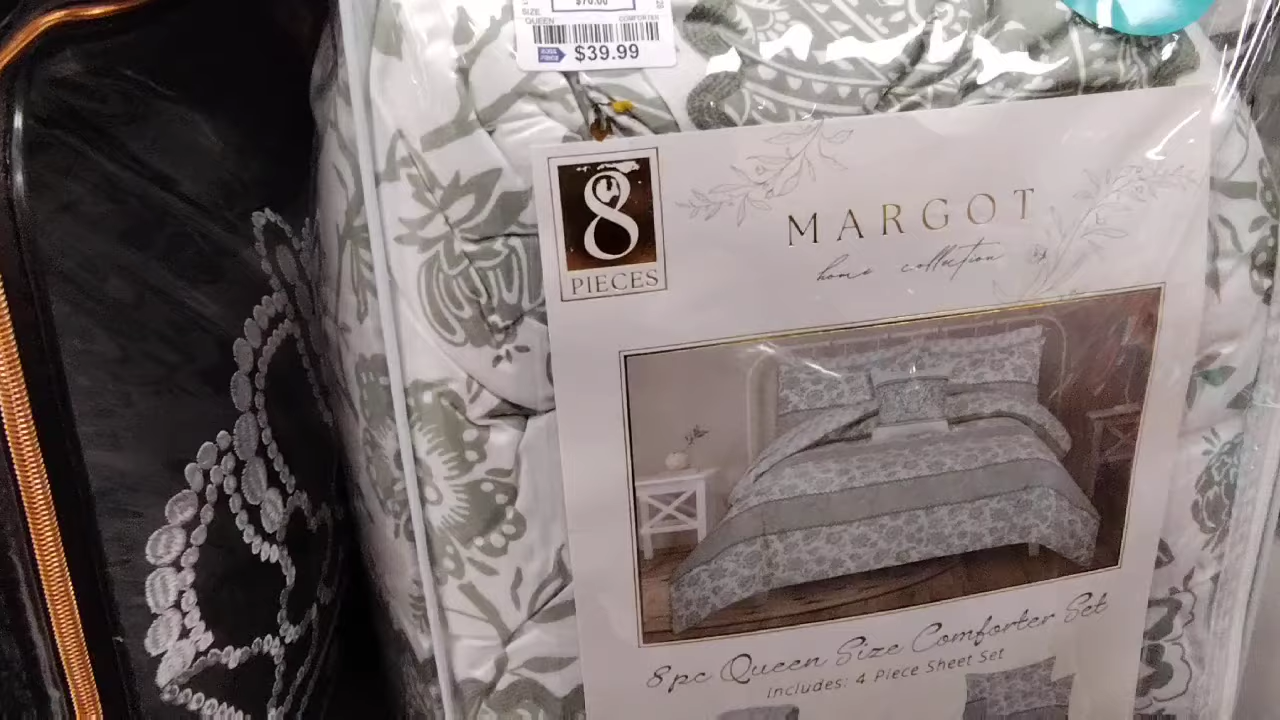 $70.00
SIZE
QUEEN
COMFORTER
$39.99
8
PIECES
MARGOT
home collection
8pc Queen Size Comforter Set
Includes: 4 Piece Sheet Set